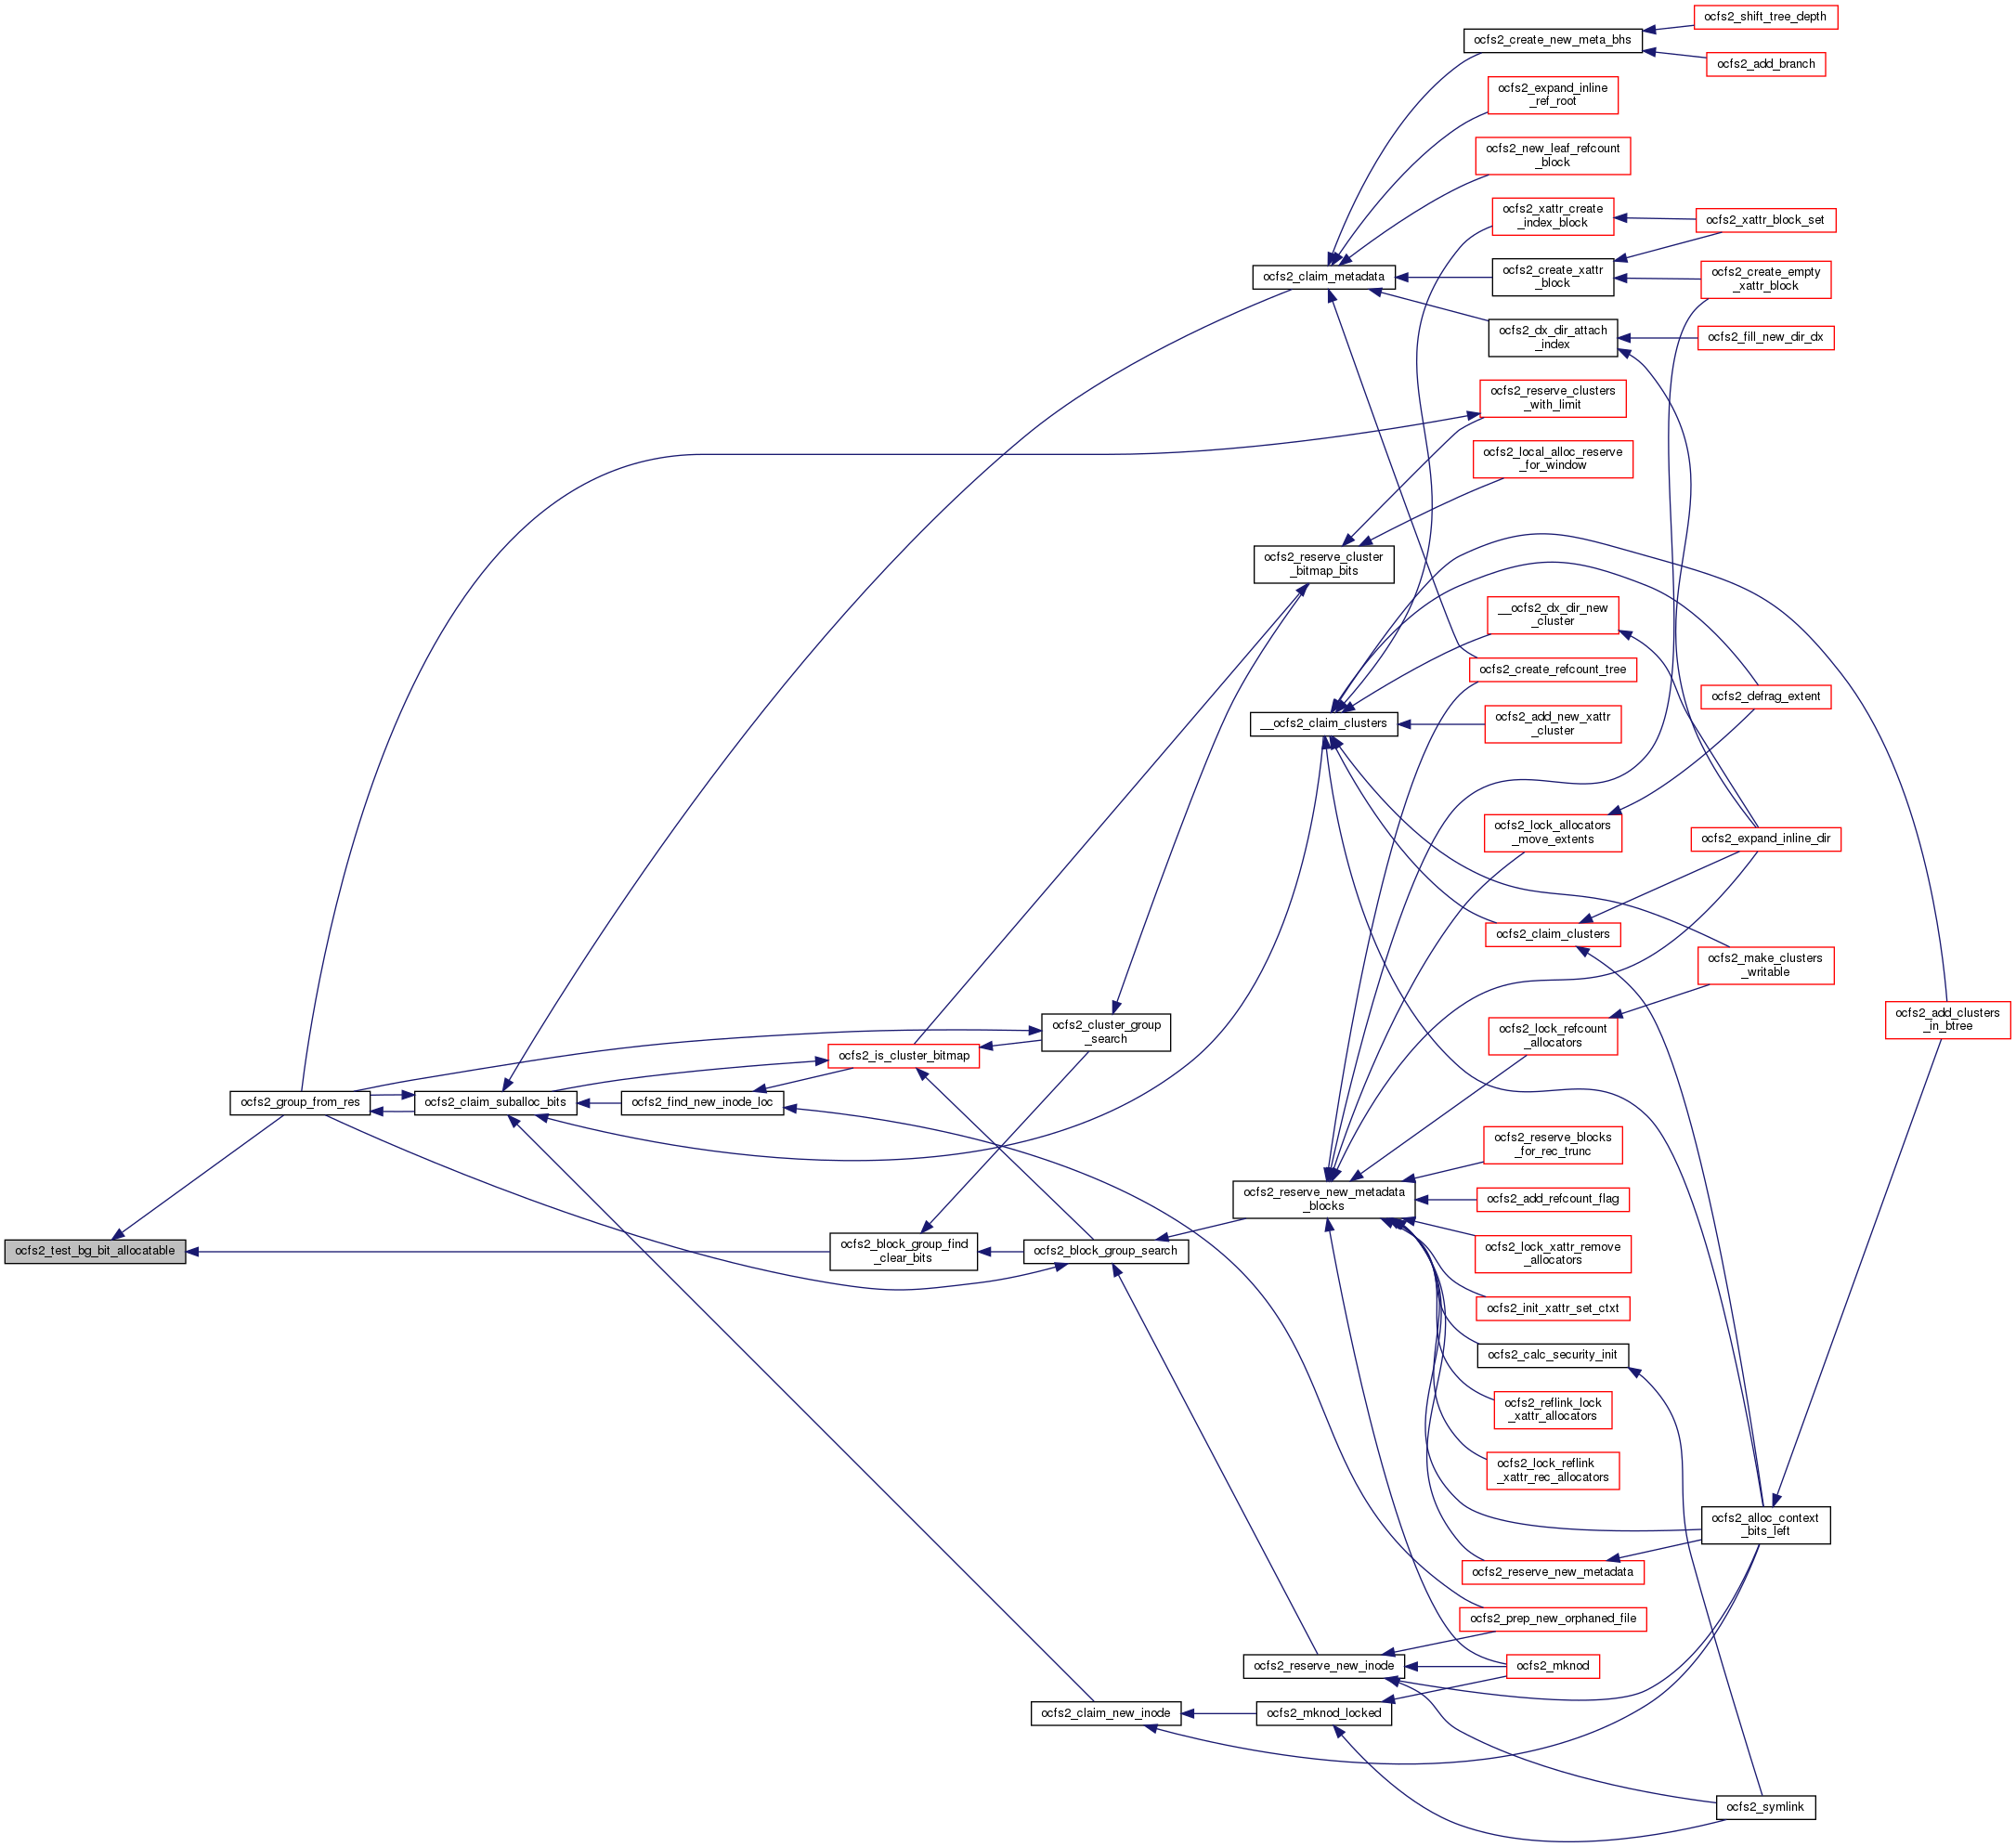 ocfs2_shift_tree_depth
ocfs2_create_new_meta_bhs
ocfs2_add_branch
ocfs2_expand_inline
_ref_root
ocfs2_new_leaf_refcount
_block
ocfs2_xattr_create
_index_block
ocfs2_xattr_block_set
ocfs2_claim_metadata
ocfs2_create_xattr
_block
ocfs2_create_empty
_xattr_block
ocfs2_dx_dir_attach
_index
ocfs2_fill_new_dir_dx
ocfs2_reserve_clusters
_with_limit
ocfs2_local_alloc_reserve
_for_window
ocfs2_reserve_cluster
_bitmap_bits
__ocfs2_dx_dir_new
_cluster
ocfs2_create_refcount_tree
ocfs2_defrag_extent
__ocfs2_claim_clusters
ocfs2_add_new_xattr
_cluster
ocfs2_lock_allocators
_move_extents
ocfs2_expand_inline_dir
ocfs2_claim_clusters
ocfs2_make_clusters
_writable
ocfs2_add_clusters
_in_btree
ocfs2_cluster_group
_search
ocfs2_lock_refcount
_allocators
ocfs2_is_cluster_bitmap
ocfs2_group_from_res
ocfs2_claim_suballoc_bits
ocfs2_find_new_inode_loc
ocfs2_reserve_blocks
_for_rec_trunc
ocfs2_reserve_new_metadata
_blocks
ocfs2_add_refcount_flag
ocfs2_test_bg_bit_allocatable
ocfs2_block_group_find
_clear_bits
ocfs2_block_group_search
ocfs2_lock_xattr_remove
_allocators
ocfs2_init_xattr_set_ctxt
ocfs2_calc_security_init
ocfs2_reflink_lock
_xattr_allocators
ocfs2_lock_reflink
_xattr_rec_allocators
ocfs2_alloc_context
_bits_left
ocfs2_reserve_new_metadata
ocfs2_prep_new_orphaned_file
ocfs2_reserve_new_inode
ocfs2_mknod
ocfs2_claim_new_inode
ocfs2_mknod_locked
ocfs2_symlink